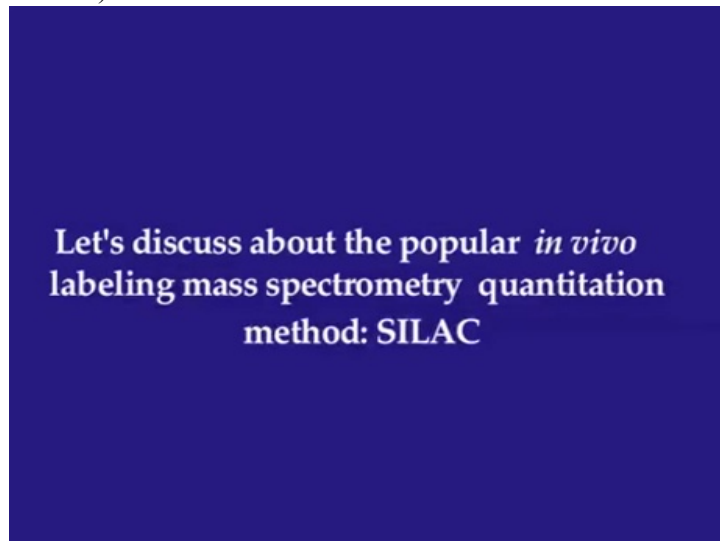 Let's discuss about the popular in vivo
labeling mass spectrometry quantitation
method: SILAC